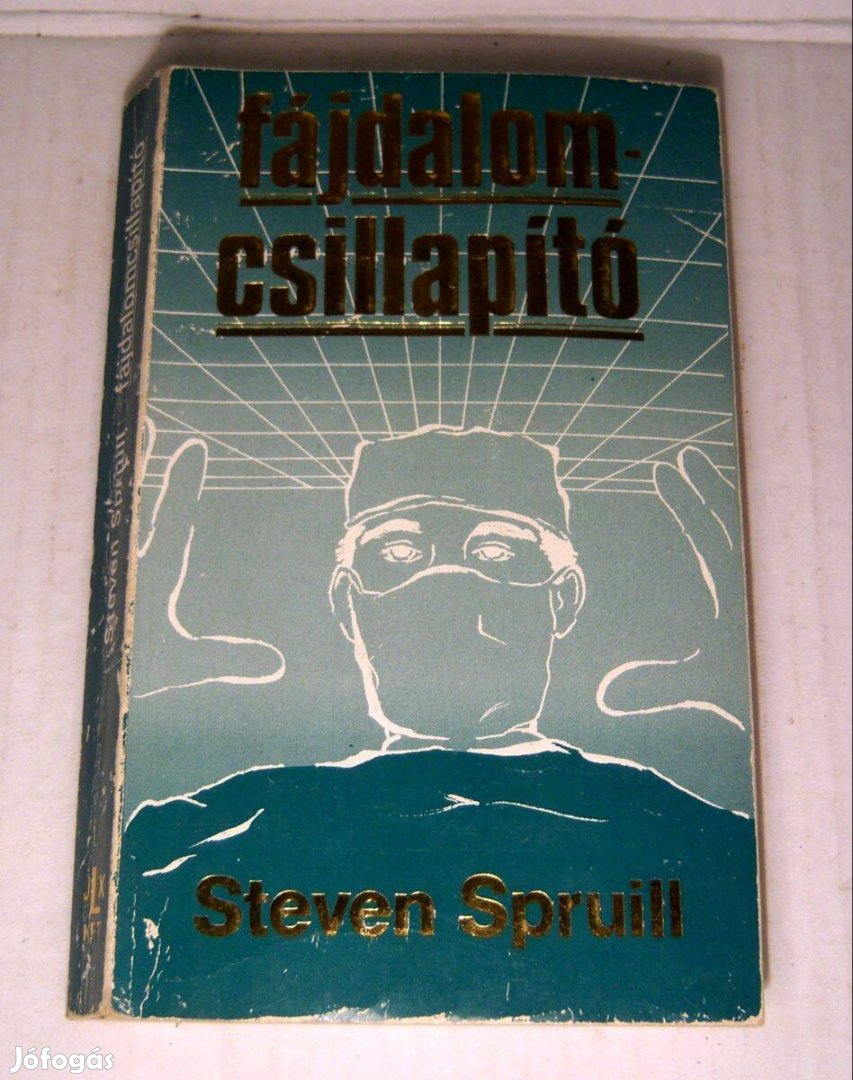 fájdalom-
csillapító
Steven Spruill
Steven Spruill fájdalomcsillapító
Jófogás